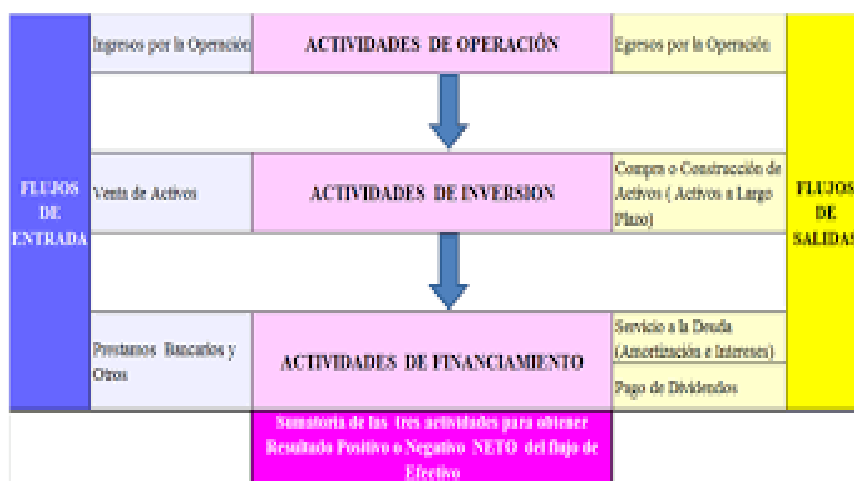 Ingresos por la Operación
ACTIVIDADES DE OPERACIÓN
Egresos por la Operación
FLUJOS
DE
ENTRADA
Venta de Activos
ACTIVIDADES DE INVERSION
Compra o Construcción de
Activos ( Activos a Largo
Plazo)
FLUJOS
DE
SALIDAS
Prestamos Bancarios y
Otros
ACTIVIDADES DE FINANCIAMIENTO
Servicio a la Deuda
(Amortización e Intereses)
Pago de Dividendos
Sumatoria de las tres actividades para obtener
Resultado Positivo o Negativo NETO del flujo de
Efectivo